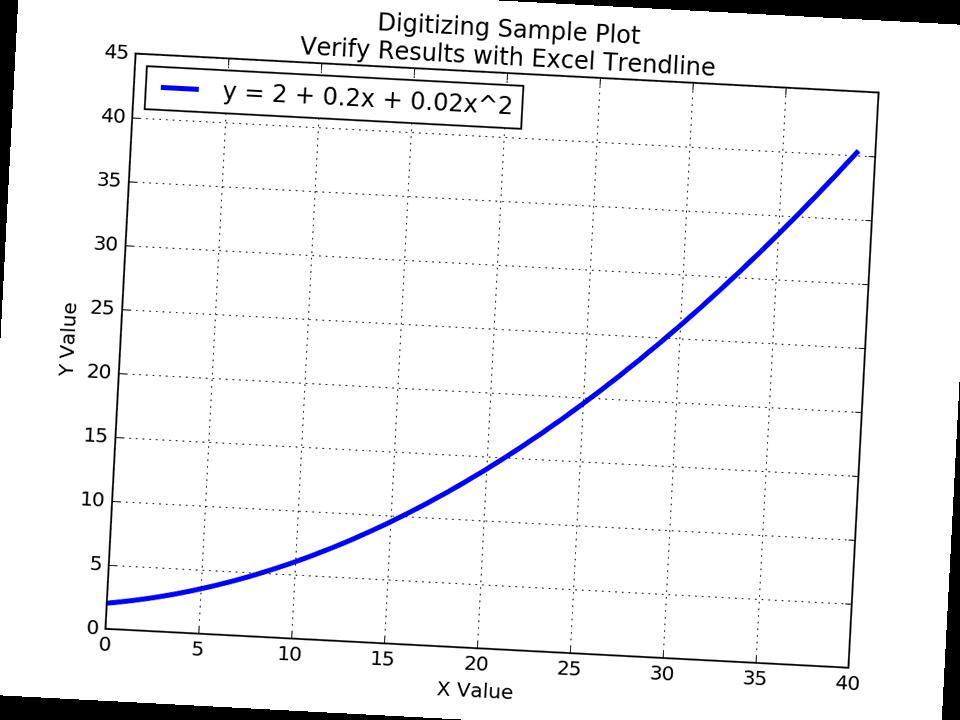 Digitizing Sample Plot
Verify Results with Excel Trendline
y = 2 + 0.2x + 0.02x^2
45
40
35
30
25
20
15
10
5
0
Y Value
0 5 10 15 20 25 30 35 40
X Value